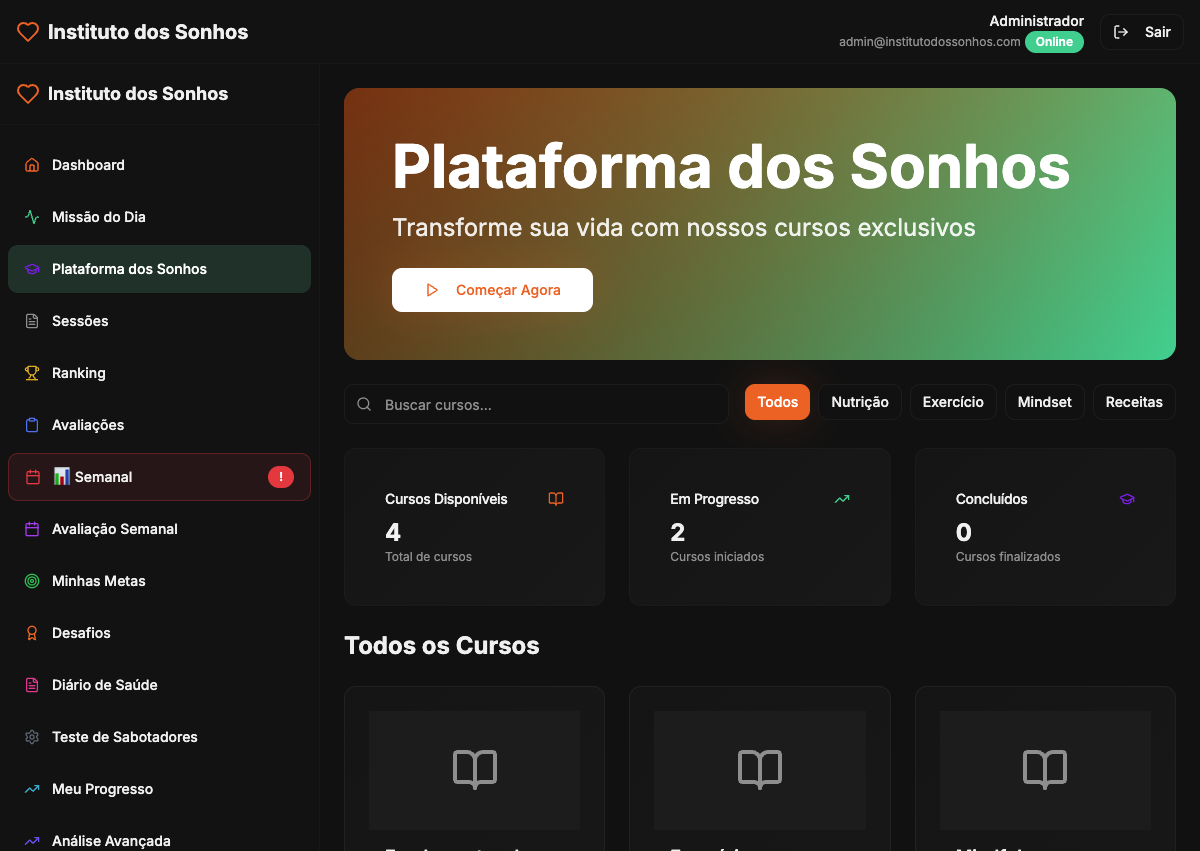 Instituto dos Sonhos
Administrador
admin@institutodossonhos.com Online
Sair
Instituto dos Sonhos
Dashboard
Missão do Dia
Plataforma dos Sonhos
Sessões
Ranking
Avaliações
📊 Semanal !
Avaliação Semanal
Minhas Metas
Desafios
Diário de Saúde
Teste de Sabotadores
Meu Progresso
Análise Avançada
Plataforma dos Sonhos
Transforme sua vida com nossos cursos exclusivos
Começar Agora
Buscar cursos...
Todos
Nutrição
Exercício
Mindset
Receitas
Cursos Disponíveis
4
Total de cursos
Em Progresso
2
Cursos iniciados
Concluídos
0
Cursos finalizados
Todos os Cursos